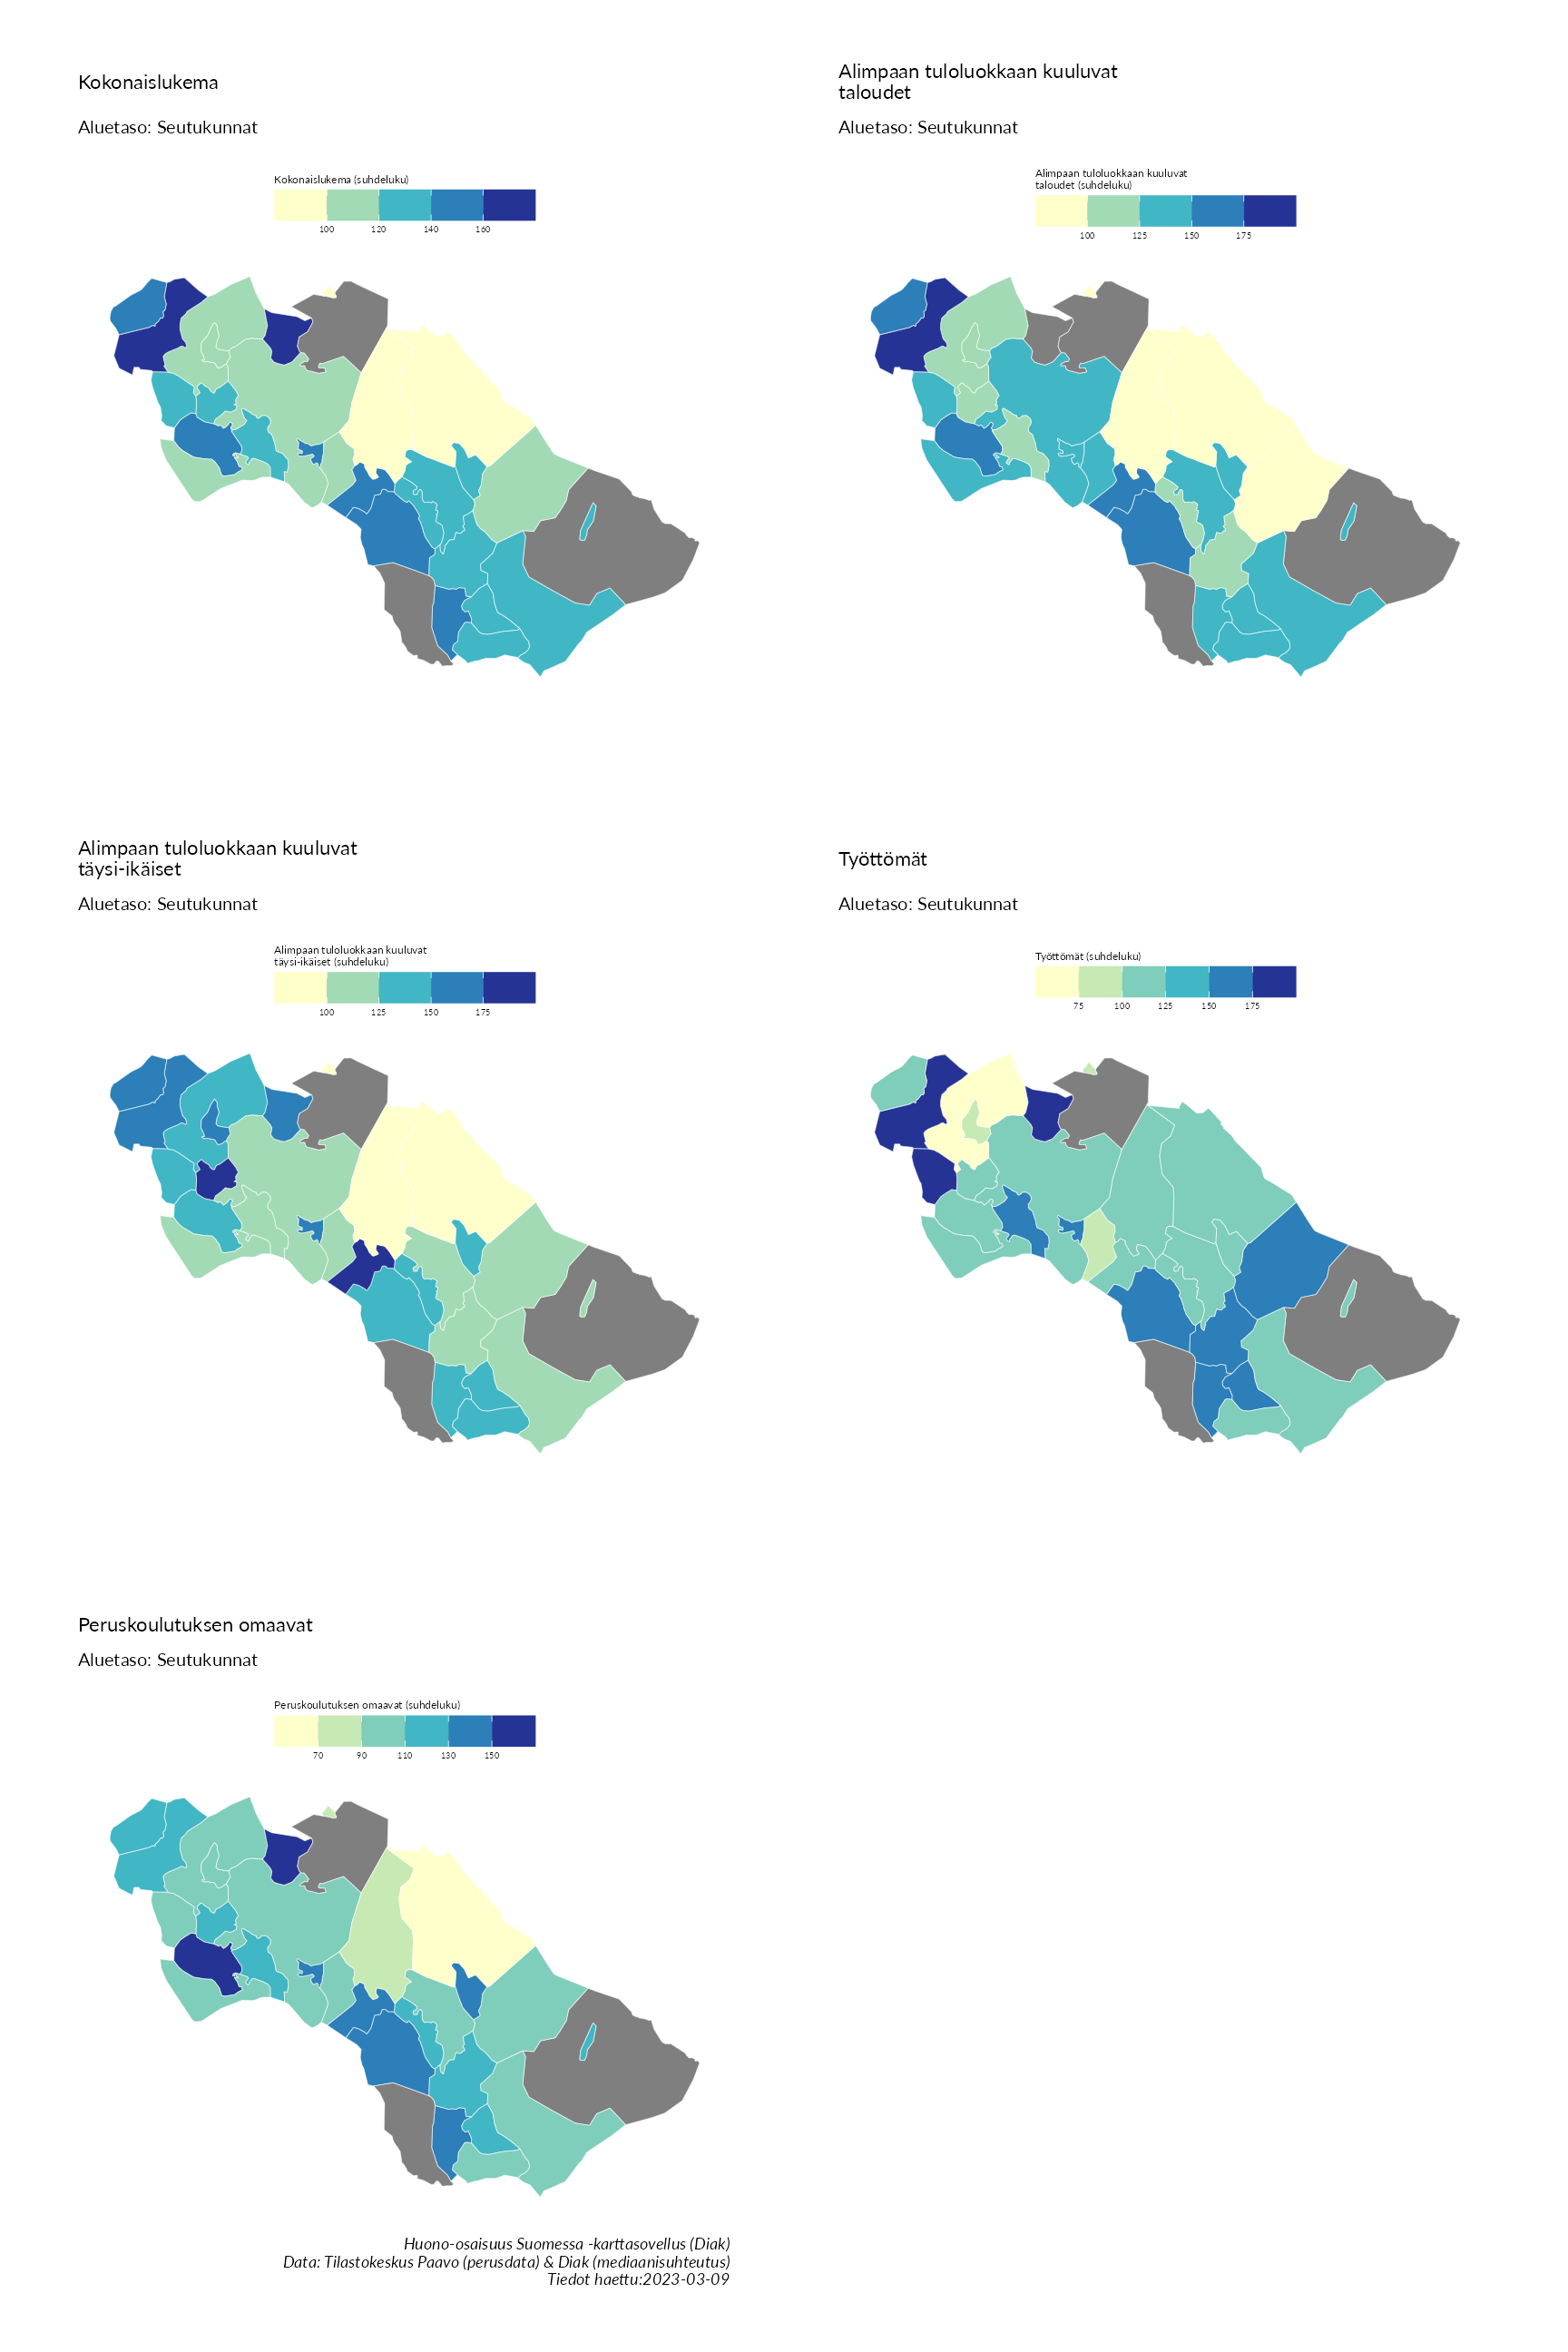 Kokonaislukema
Aluetaso: Seutukunnat
Kokonaislukema (suhdeluku)
100 120 140 160
Alimpaan tuloluokkaan kuuluvat
taloudet
Aluetaso: Seutukunnat
Alimpaan tuloluokkaan kuuluvat
taloudet (suhdeluku)
100 125 150 175
Alimpaan tuloluokkaan kuuluvat
täysi-ikäiset
Aluetaso: Seutukunnat
Alimpaan tuloluokkaan kuuluvat
täysi-ikäiset (suhdeluku)
100 125 150 175
Työttömät
Aluetaso: Seutukunnat
Työttömät (suhdeluku)
75 100 125 150 175
Peruskoulutuksen omaavat
Aluetaso: Seutukunnat
Peruskoulutuksen omaavat (suhdeluku)
70 90 110 130 150
Huono-osaisuus Suomessa -karttasovellus (Diak)
Data: Tilastokeskus Paavo (perusdata) & Diak (mediaanisuhteutus)
Tiedot haettu:2023-03-09